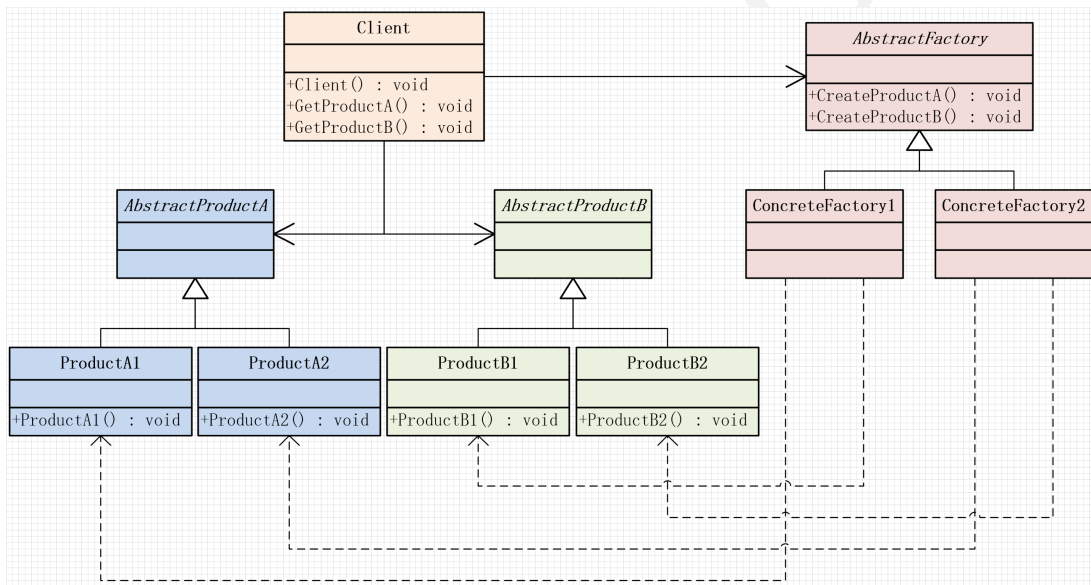 Client
+Client() : void
+GetProductA() : void
+GetProductB() : void
AbstractFactory
+CreateProductA() : void
+CreateProductB() : void
AbstractProductA
AbstractProductB
ConcreteFactory1
ConcreteFactory2
ProductA1
+ProductA1() : void
ProductA2
+ProductA2() : void
ProductB1
+ProductB1() : void
ProductB2
+ProductB2() : void